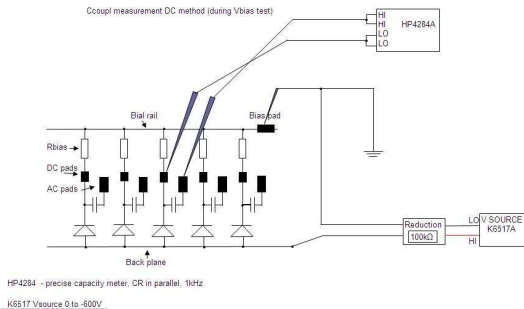 Ccoupl measurement DC method (during Vbias test)
HI
HI
LO
LO
HP4284A
Bial rail
Bias pad
Rbias
DC pads
AC pads
Back plane
Reduction
100kΩ
LO
HI
V SOURCE
K6517A
HP4284 - precise capacity meter, CR in parallel, 1kHz
K6517 Vsource 0 to -600V